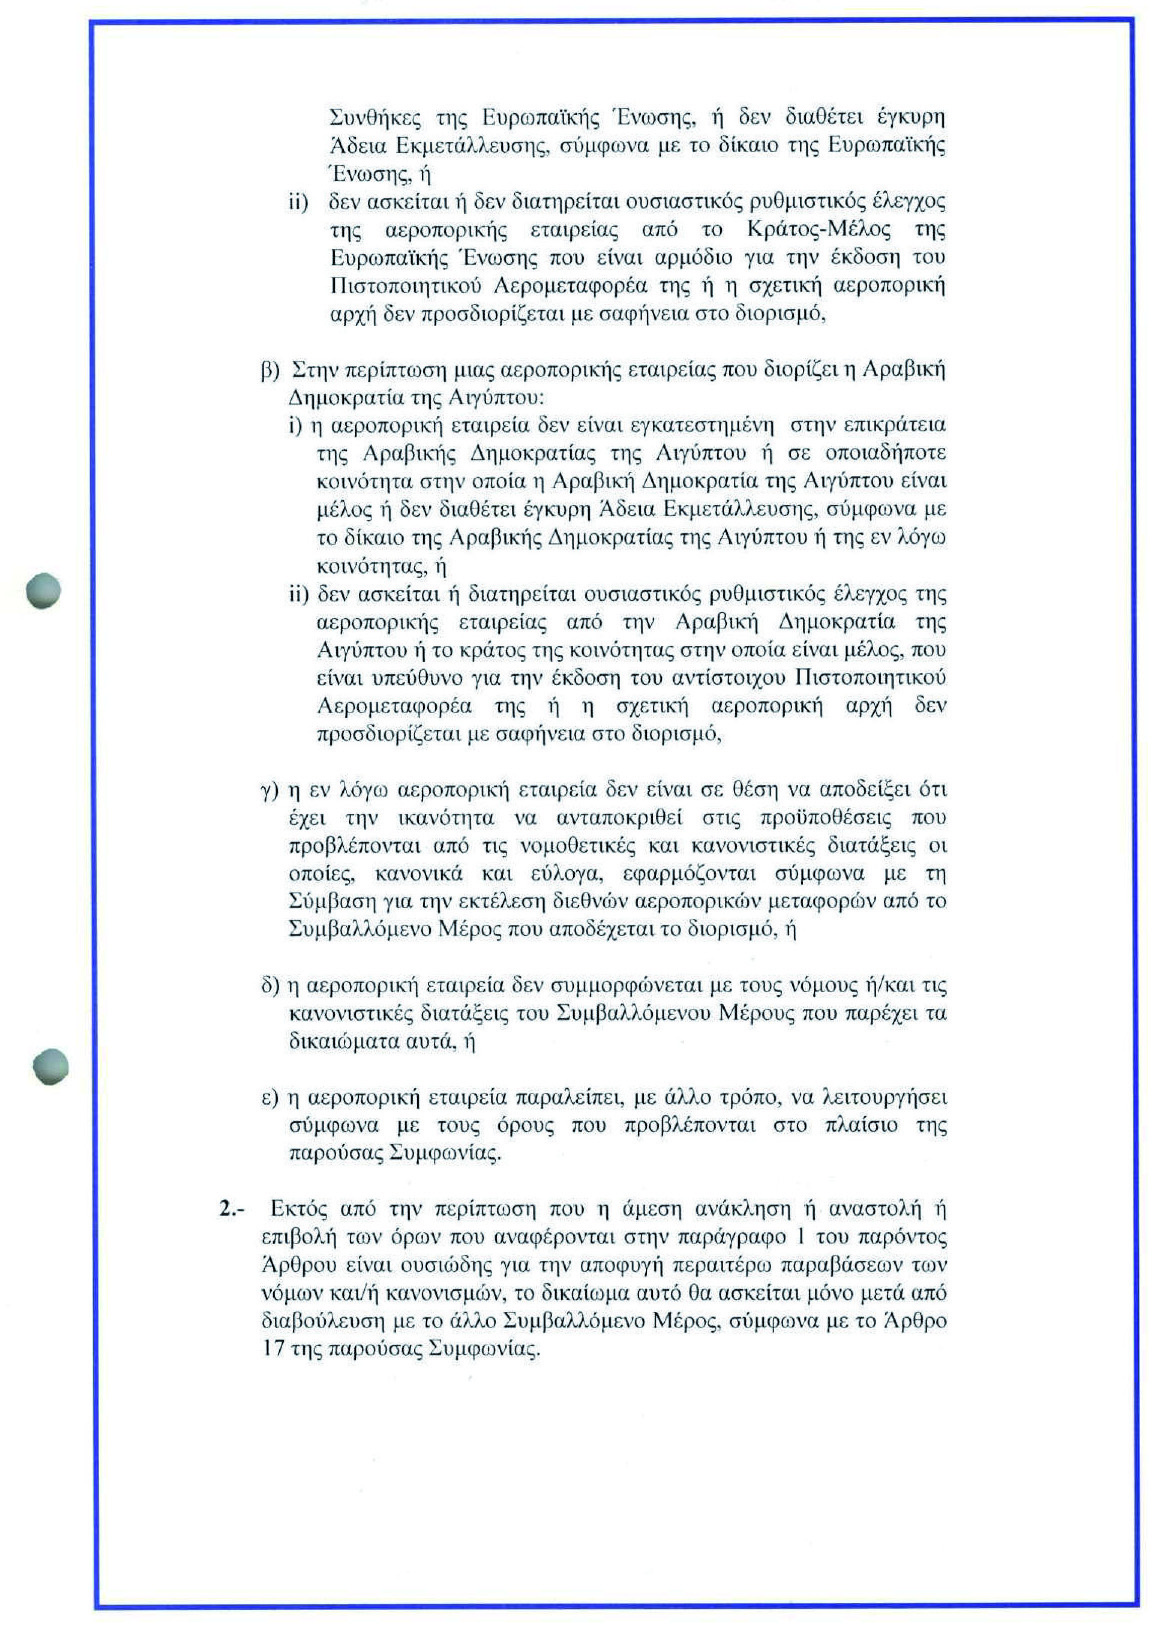 Συνθήκες της Ευρωπαϊκής Ένωσης, ή δεν διαθέτει έγκυρη
Άδεια Εκμετάλλευσης, σύμφωνα με το δίκαιο της Ευρωπαϊκής
Ένωσης, ή
ii) δεν ασκείται ή δεν διατηρείται ουσιαστικός ρυθμιστικός έλεγχος
της αεροπορικής εταιρείας από το Κράτος-Μέλος της
Ευρωπαϊκής Ένωσης που είναι αρμόδιο για την έκδοση του
Πιστοποιητικού Αερομεταφορέα της ή η σχετική αεροπορική
αρχή δεν προσδιορίζεται με σαφήνεια στο διορισμό,
β) Στην περίπτωση μιας αεροπορικής εταιρείας που διορίζει η Αραβική
Δημοκρατία της Αιγύπτου:
i) η αεροπορική εταιρεία δεν είναι εγκατεστημένη στην επικράτεια
της Αραβικής Δημοκρατίας της Αιγύπτου ή σε οποιαδήποτε
κοινότητα στην οποία η Αραβική Δημοκρατία της Αιγύπτου είναι
μέλος ή δεν διαθέτει έγκυρη Άδεια Εκμετάλλευσης, σύμφωνα με
το δίκαιο της Αραβικής Δημοκρατίας της Αιγύπτου ή της εν λόγω
κοινότητας, ή
ii) δεν ασκείται ή διατηρείται ουσιαστικός ρυθμιστικός έλεγχος της
αεροπορικής εταιρείας από την Αραβική Δημοκρατία της
Αιγύπτου ή το κράτος της κοινότητας στην οποία είναι μέλος, που
είναι υπεύθυνο για την έκδοση του αντίστοιχου Πιστοποιητικού
Αερομεταφορέα της ή η σχετική αεροπορική αρχή δεν
προσδιορίζεται με σαφήνεια στο διορισμό,
γ) η εν λόγω αεροπορική εταιρεία δεν είναι σε θέση να αποδείξει ότι
έχει την ικανότητα να ανταποκριθεί στις προϋποθέσεις που
προβλέπονται από τις νομοθετικές και κανονιστικές διατάξεις οι
οποίες, κανονικά και εύλογα, εφαρμόζονται σύμφωνα με τη
Σύμβαση για την εκτέλεση διεθνών αεροπορικών μεταφορών από το
Συμβαλλόμενο Μέρος που αποδέχεται το διορισμό, ή
δ) η αεροπορική εταιρεία δεν συμμορφώνεται με τους νόμους ή/και τις
κανονιστικές διατάξεις του Συμβαλλόμενου Μέρους που παρέχει τα
δικαιώματα αυτά, ή
ε) η αεροπορική εταιρεία παραλείπει, με άλλο τρόπο, να λειτουργήσει
σύμφωνα με τους όρους που προβλέπονται στο πλαίσιο της
παρούσας Συμφωνίας.
2.- Εκτός από την περίπτωση που η άμεση ανάκληση ή αναστολή ή
επιβολή των όρων που αναφέρονται στην παράγραφο 1 του παρόντος
Άρθρου είναι ουσιώδης για την αποφυγή περαιτέρω παραβάσεων των
νόμων και/ή κανονισμών, το δικαίωμα αυτό θα ασκείται μόνο μετά από
διαβούλευση με το άλλο Συμβαλλόμενο Μέρος, σύμφωνα με το Άρθρο
17 της παρούσας Συμφωνίας.